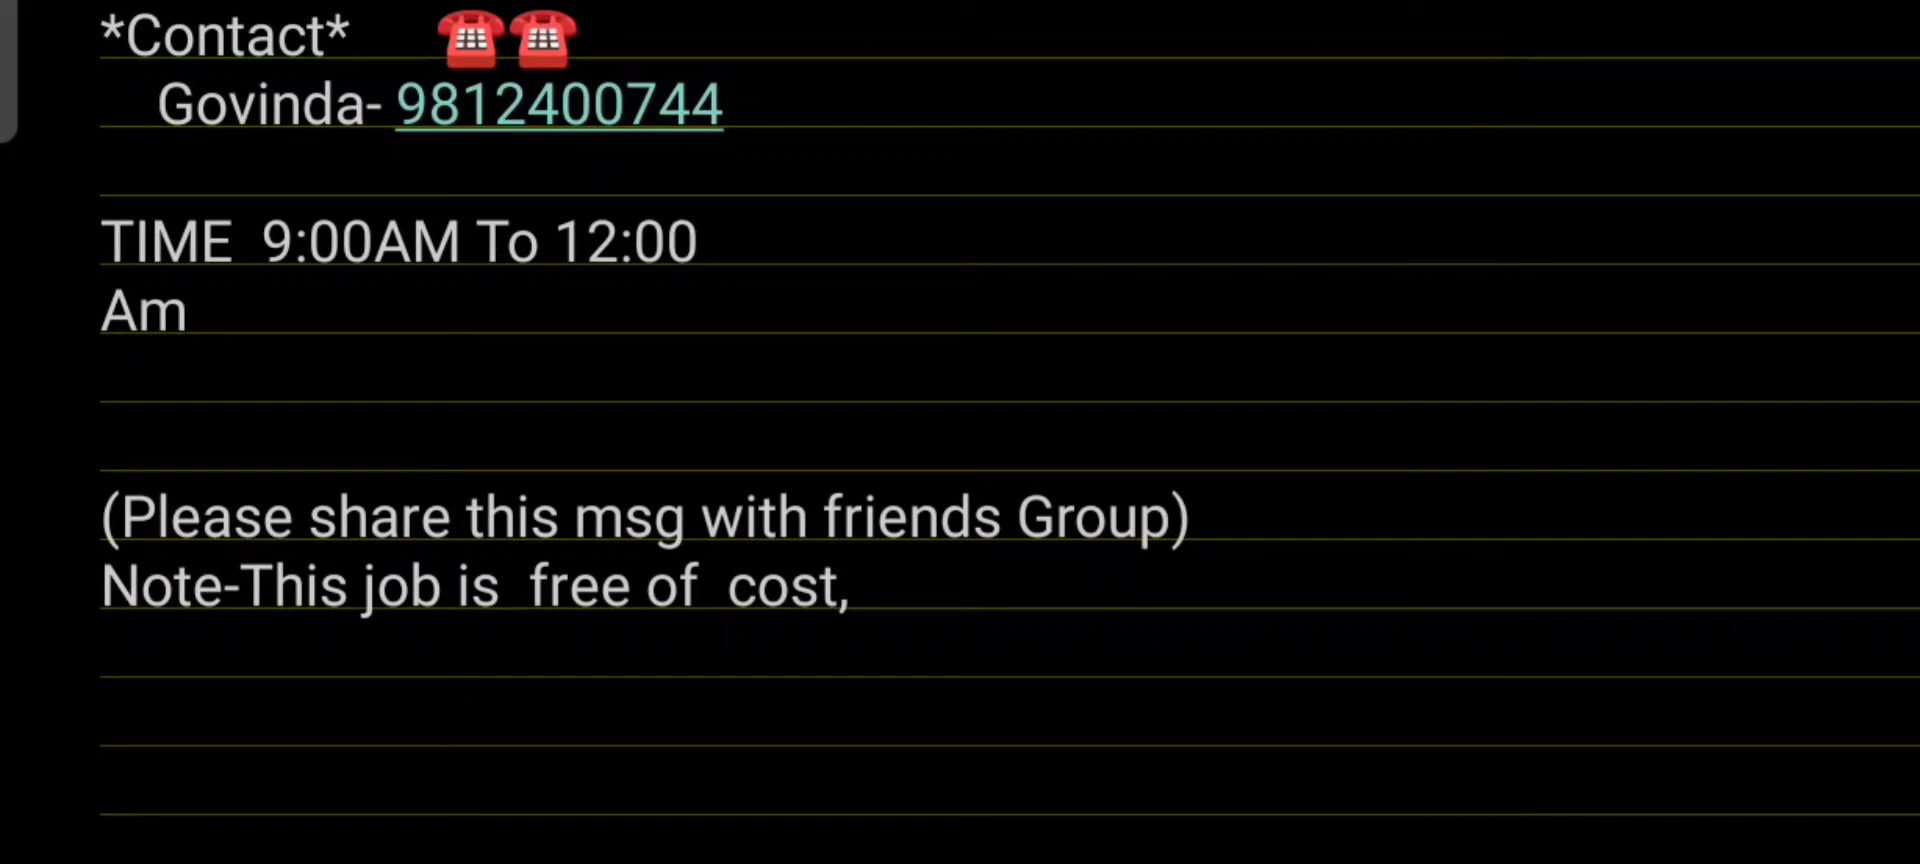 *Contact* ☎️☎️
Govinda- 9812400744
TIME 9:00AM To 12:00
Am
(Please share this msg with friends Group)
Note-This job is free of cost,